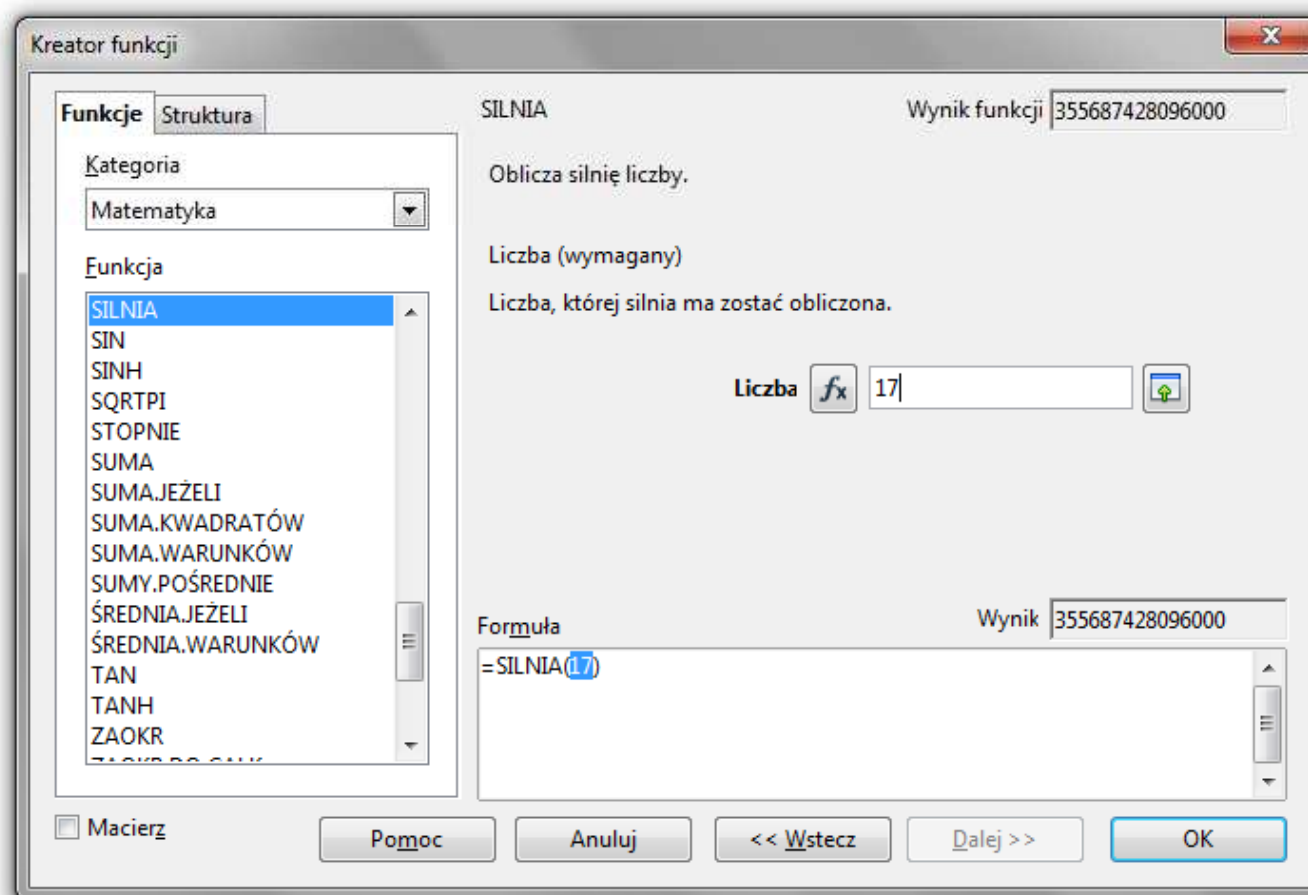 Kreator funkcji
Funkcje Struktura
Kategoria
Matematyka
Funkcja
SILNIA
SIN
SINH
SQRTPI
STOPNIE
SUMA
SUMA.JEŻELI
SUMA.KWADRATÓW
SUMA.WARUNKÓW
SUMY.POŚREDNIE
ŚREDNIA.JEŻELI
ŚREDNIA.WARUNKÓW
TAN
TANH
ZAOKR
SILNIA
Wynik funkcji 355687428096000
Oblicza silnię liczby.
Liczba (wymagany)
Liczba, której silnia ma zostać obliczona.
Liczba fx 17
Formuła
Wynik 355687428096000
=SILNIA(17)
Macierz
Pomoc
Anuluj
<< Wstecz
Dalej >>
OK